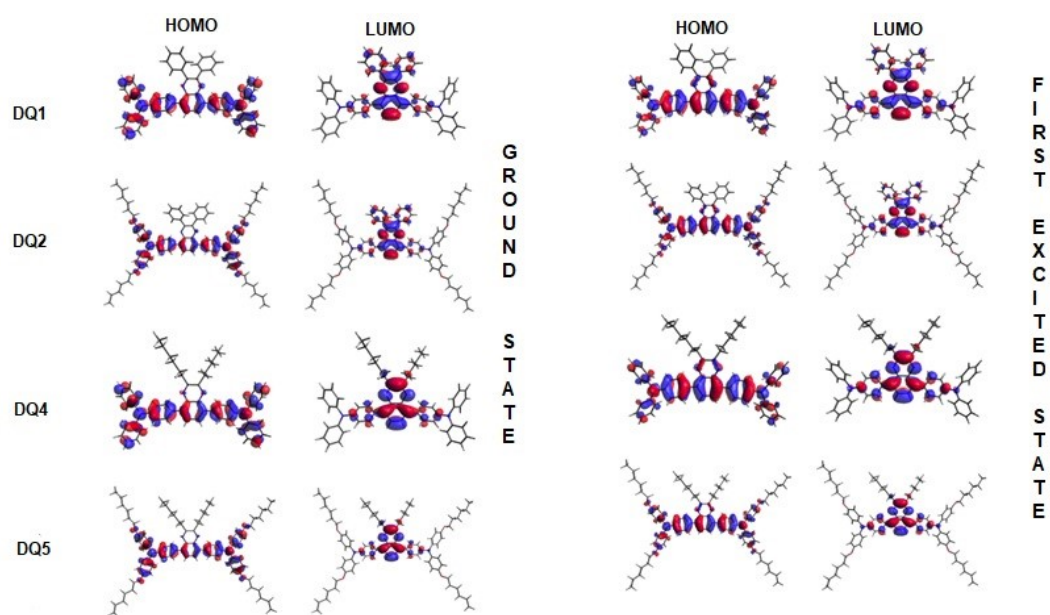 HOMO LUMO HOMO LUMO
DQ1
DQ2
DQ4
DQ5
GROUND STATE
FIRST EXCITED STATE